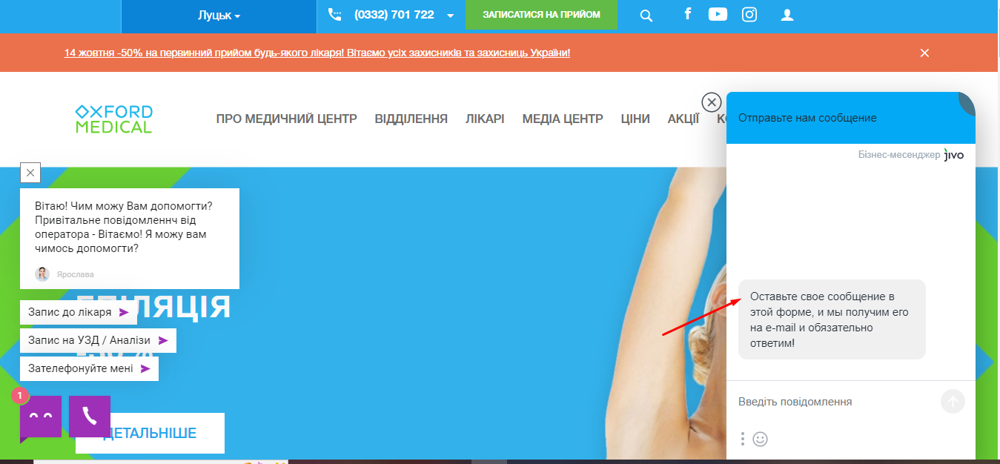 Луцьк
(0332) 701 722
ЗАПИСАТИСЯ НА ПРИЙОМ
14 жовтня -50% на первинний прийом будь-якого лікаря! Вітаємо усіх захисників та захисниць України!
OXFORD
MEDICAL
ПРО МЕДИЧНИЙ ЦЕНТР
ВІДДІЛЕННЯ
ЛІКАРІ
МЕДІА ЦЕНТР
ЦІНИ
АКЦІЇ
Отправьте нам сообщение
Бізнес-месенджер jivo
Вітаю! Чим можу Вам допомогти?
Привітальне повідомленнч від
оператора - Вітаємо! Я можу вам
чимось допомогти?
Ярослава
Запис до лікаря
Запис на УЗД / Аналізи
Зателефонуйте мені
1
ДЕТАЛЬНІШЕ
Оставьте свое сообщение в
этой форме, и мы получим его
на e-mail и обязательно
ответим!
Введіть повідомлення